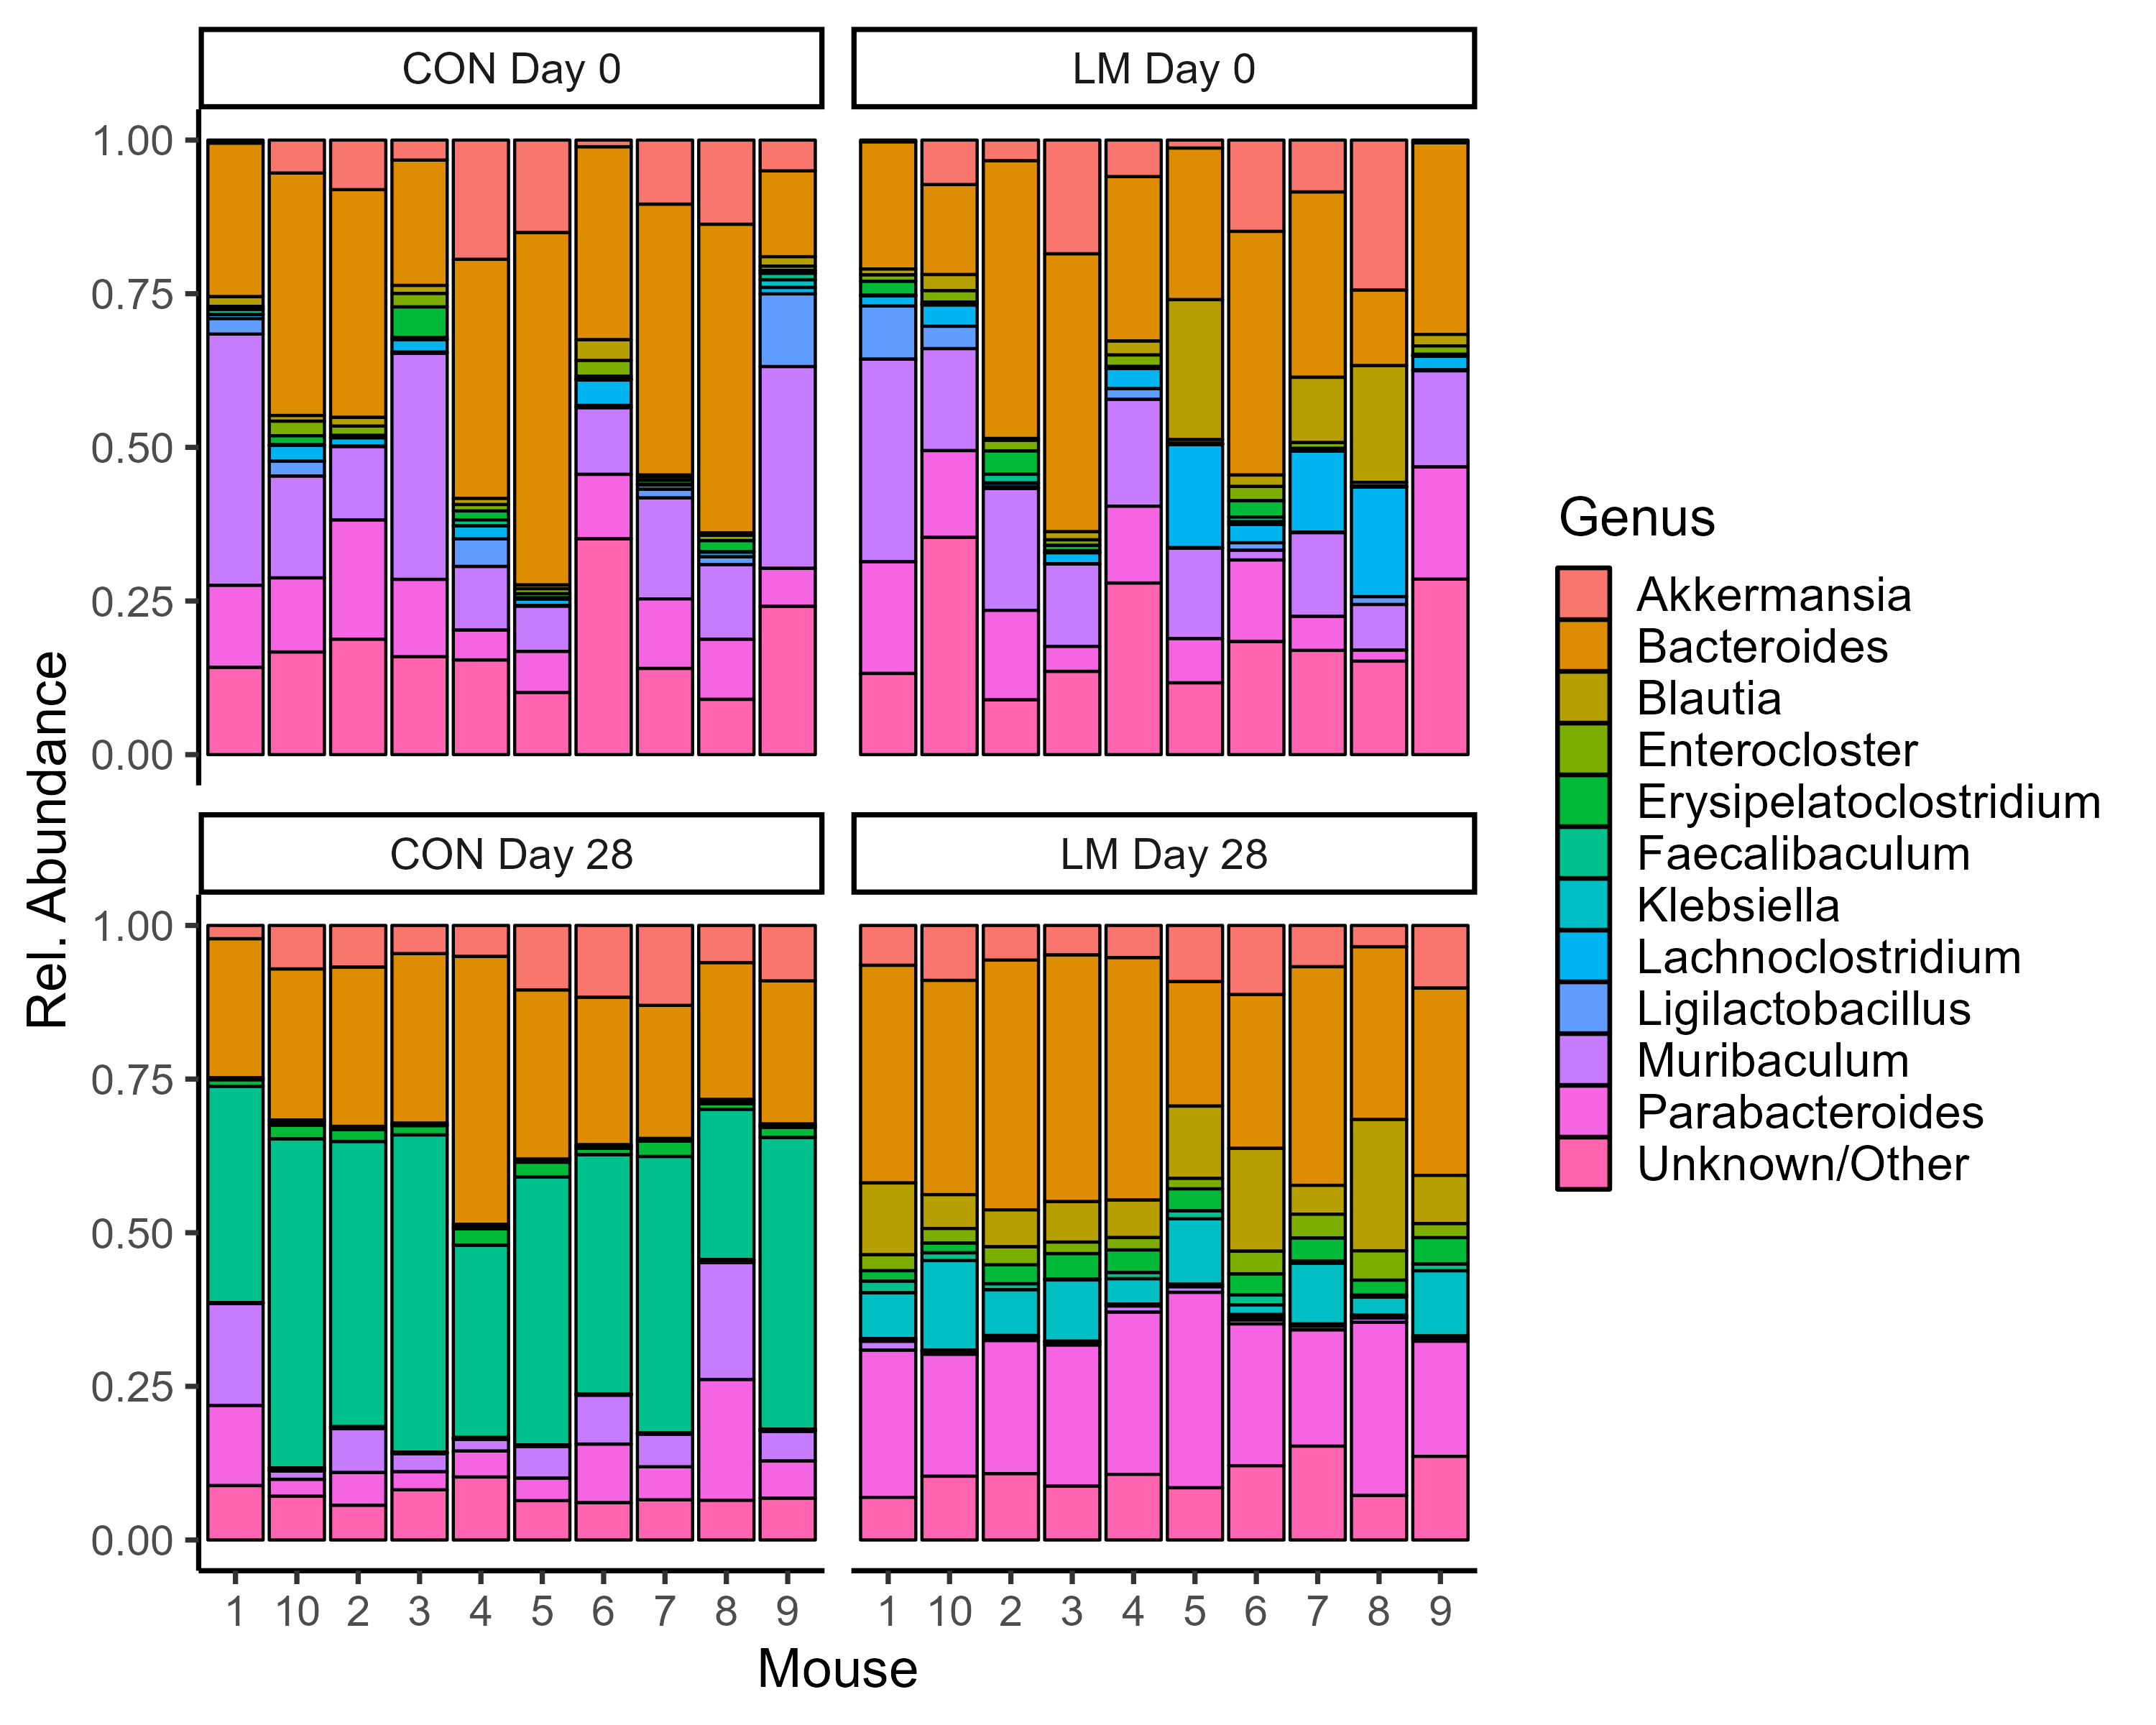 CON Day 0
LM Day 0
1.00
0.75
0.50
0.25
0.00
CON Day 28
LM Day 28
1.00
0.75
0.50
0.25
0.00
1 10 2 3 4 5 6 7 8 9
1 10 2 3 4 5 6 7 8 9
Mouse
Rel. Abundance
Genus
Akkermansia
Bacteroides
Blautia
Enterocloster
Erysipelatoclostridium
Faecalibaculum
Klebsiella
Lachnoclostridium
Ligilactobacillus
Muribaculum
Parabacteroides
Unknown/Other